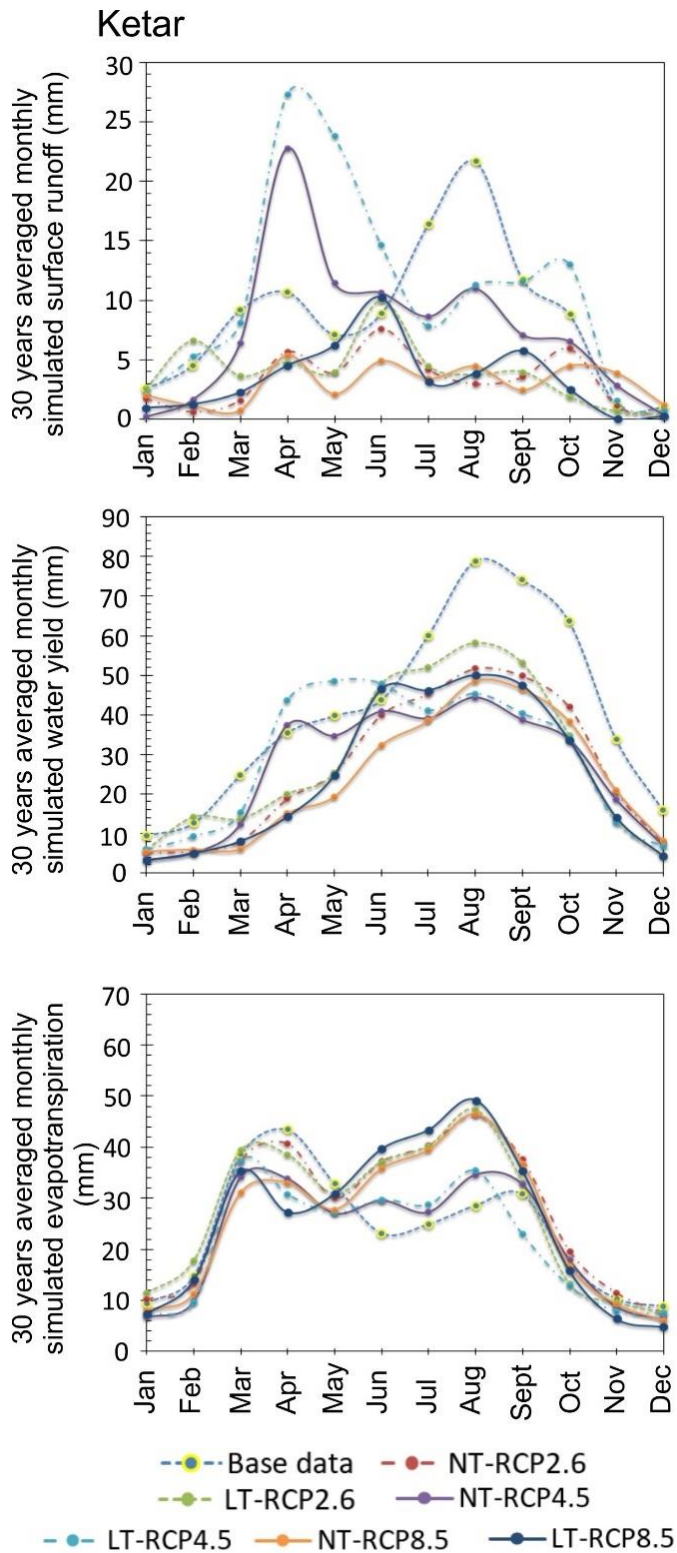 Ketar
30 years averaged monthly
simulated surface runoff (mm)
30
25
20
15
10
5
0
Jan
Feb
Mar
Apr
May
Jun
Jul
Aug
Sept
Oct
Nov
Dec
30 years averaged monthly
simulated water yield (mm)
90
80
70
60
50
40
30
20
10
0
Jan
Feb
Mar
Apr
May
Jun
Jul
Aug
Sept
Oct
Nov
Dec
30 years averaged monthly
simulated evapotranspiration
(mm)
70
60
50
40
30
20
10
0
Jan
Feb
Mar
Apr
May
Jun
Jul
Aug
Sept
Oct
Nov
Dec
Base data NT-RCP2.6
LT-RCP2.6 NT-RCP4.5
LT-RCP4.5 NT-RCP8.5 LT-RCP8.5